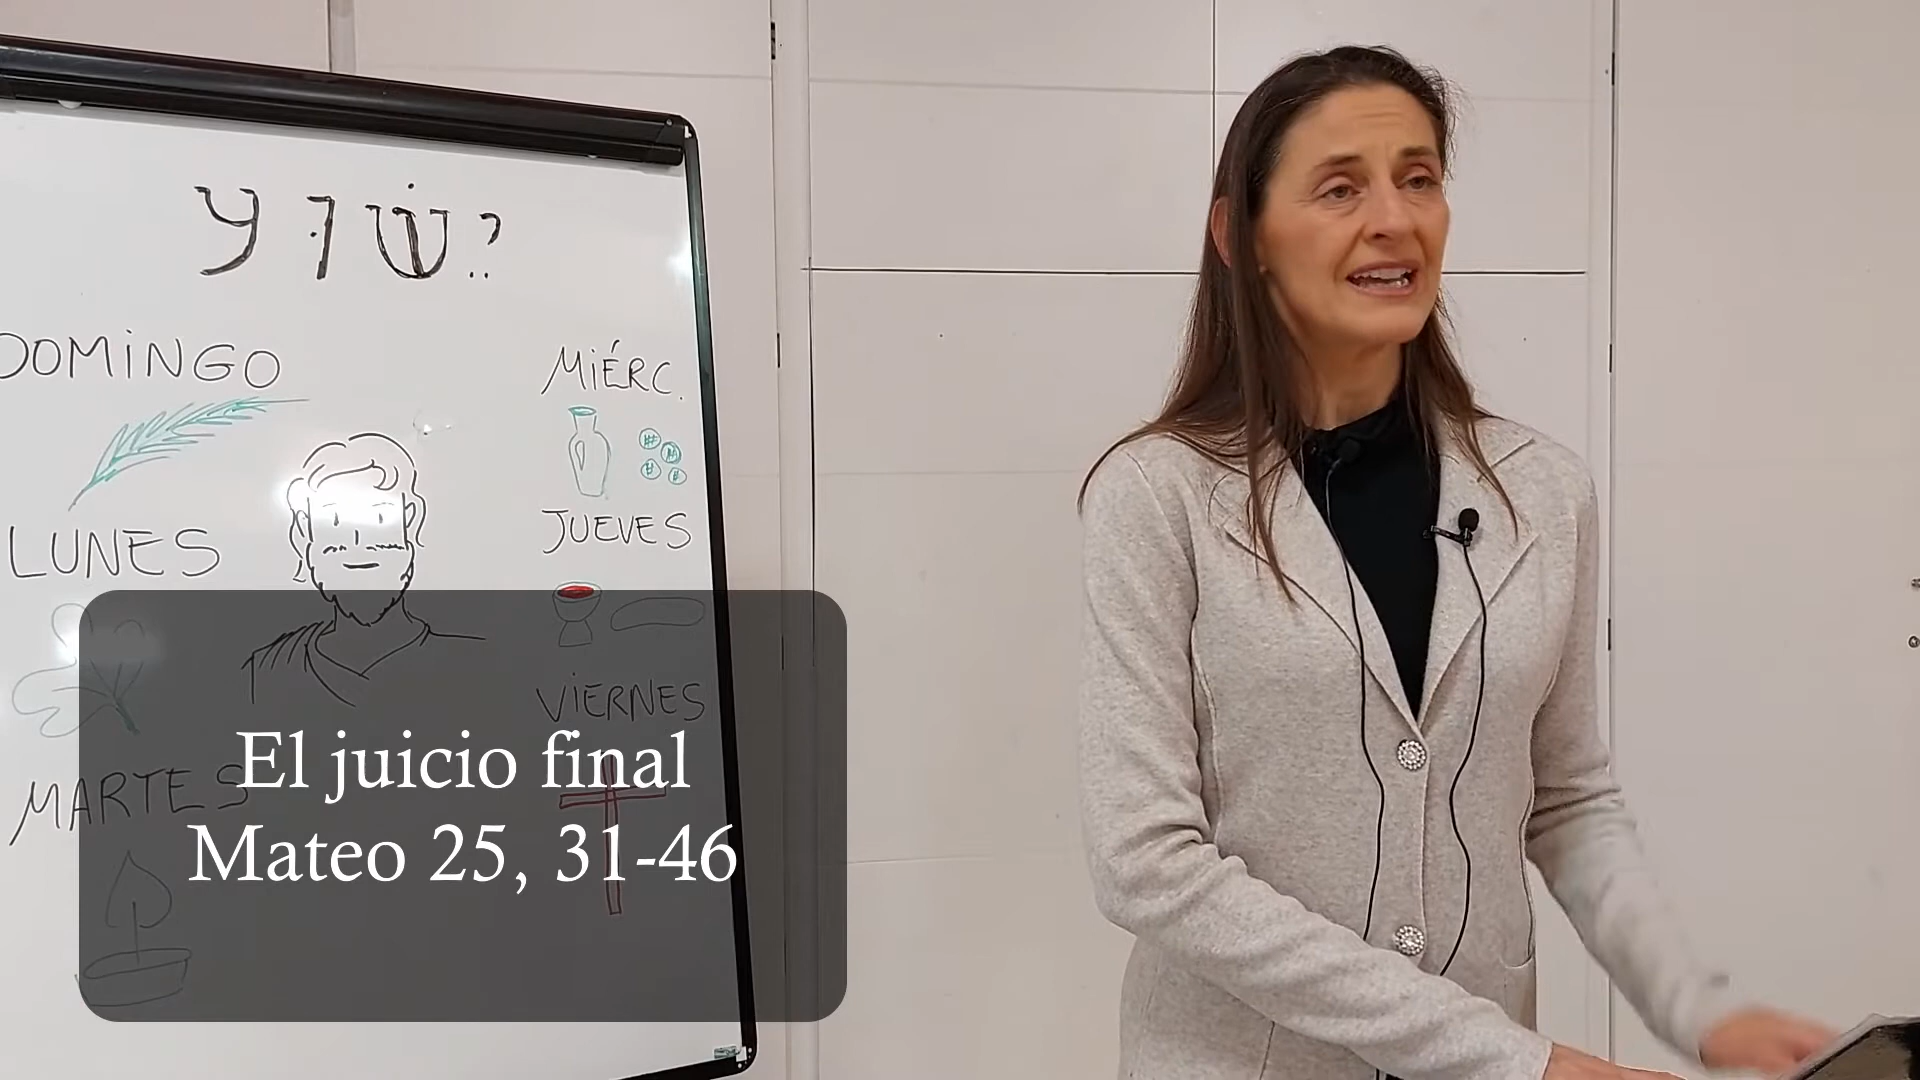 יֵשׁוּע
DOMINGO
LUNES
MARTES
MIÉRC.
JUEVES
VIERNES
El juicio final
Mateo 25, 31-46